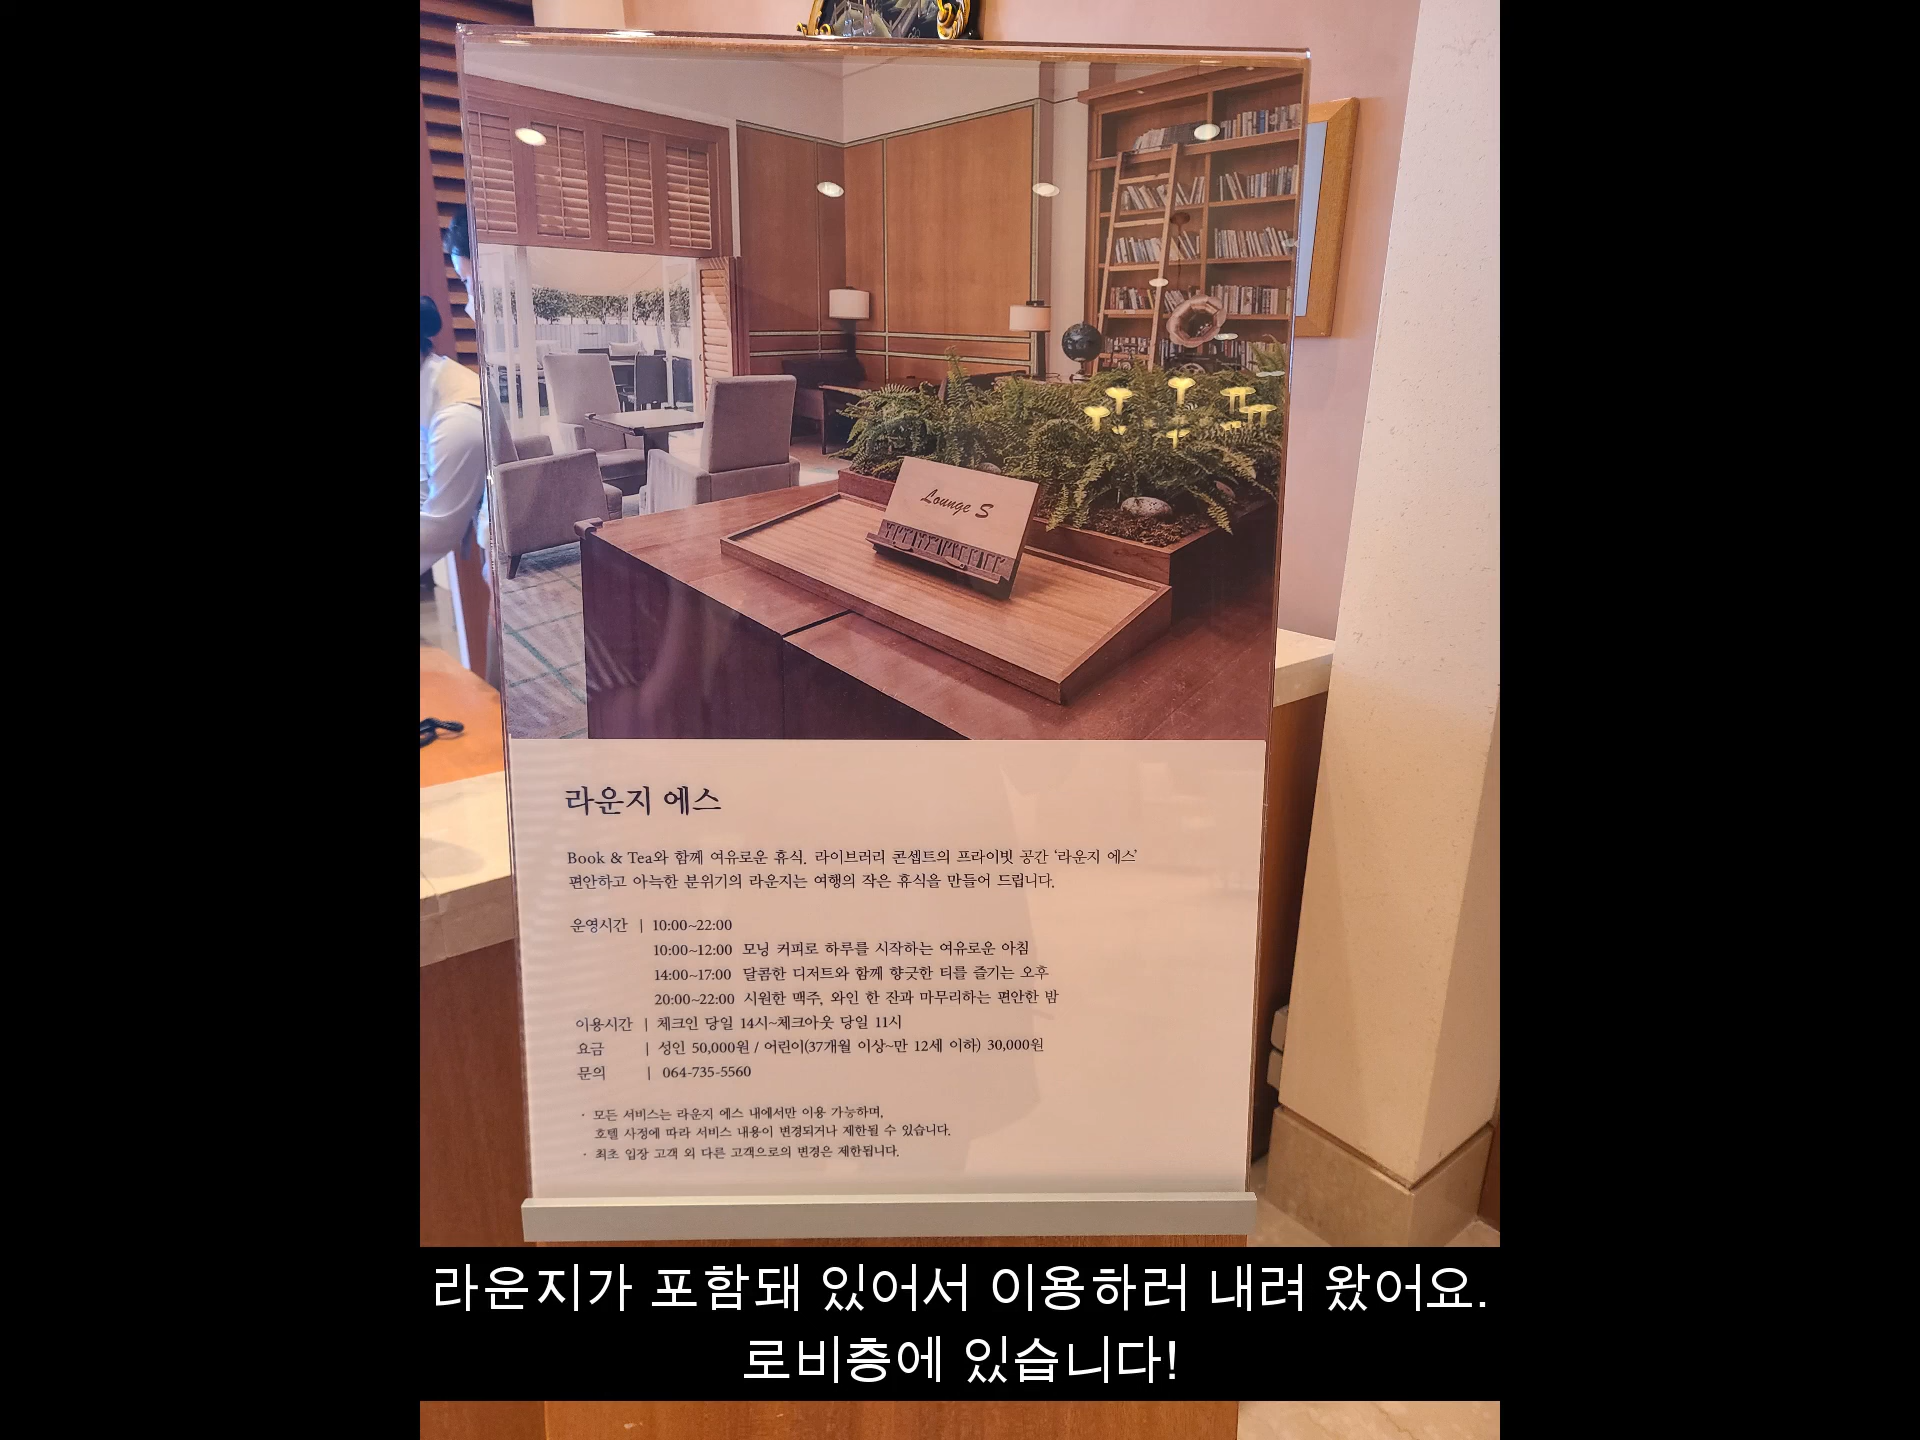 Lounge S
라운지 에스
Book & Tea와 함께 여유로운 휴식. 라이브러리 콘셉트의 프라이빗 공간 ‘라운지 에스’
편안하고 아늑한 분위기의 라운지는 여행의 작은 휴식을 만들어 드립니다.
운영시간 | 10:00~22:00
10:00~12:00 모닝 커피로 하루를 시작하는 여유로운 아침
14:00~17:00 달콤한 디저트와 함께 향긋한 티를 즐기는 오후
20:00~22:00 시원한 맥주, 와인 한 잔과 마무리하는 편안한 밤
이용시간 | 체크인 당일 14시~체크아웃 당일 11시
요금 | 성인 50,000원 / 어린이(37개월 이상~만 12세 이하) 30,000원
문의 | 064-735-5560
· 모든 서비스는 라운지 에스 내에서만 이용 가능하며,
호텔 사정에 따라 서비스 내용이 변경되거나 제한될 수 있습니다.
· 최초 입장 고객 외 다른 고객으로의 변경은 제한됩니다.
라운지가 포함돼 있어서 이용하러 내려 왔어요.
로비층에 있습니다!